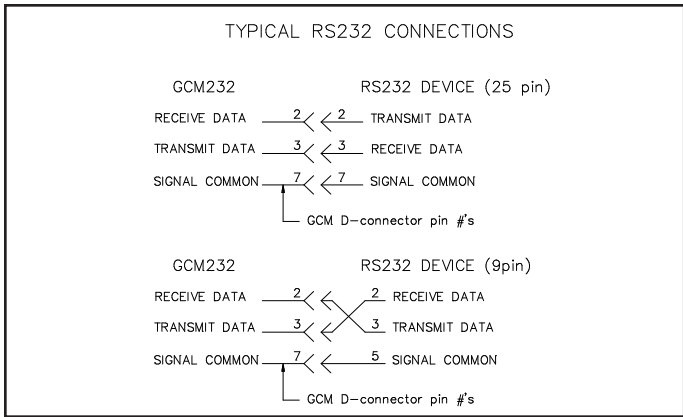 TYPICAL RS232 CONNECTIONS
GCM232 RS232 DEVICE (25 pin)
RECEIVE DATA 2 2 TRANSMIT DATA
TRANSMIT DATA 3 3 RECEIVE DATA
SIGNAL COMMON 7 7 SIGNAL COMMON
GCM D-connector pin #'s
GCM232 RS232 DEVICE (9pin)
RECEIVE DATA 2 2 RECEIVE DATA
TRANSMIT DATA 3 3 TRANSMIT DATA
SIGNAL COMMON 7 5 SIGNAL COMMON
GCM D-connector pin #'s